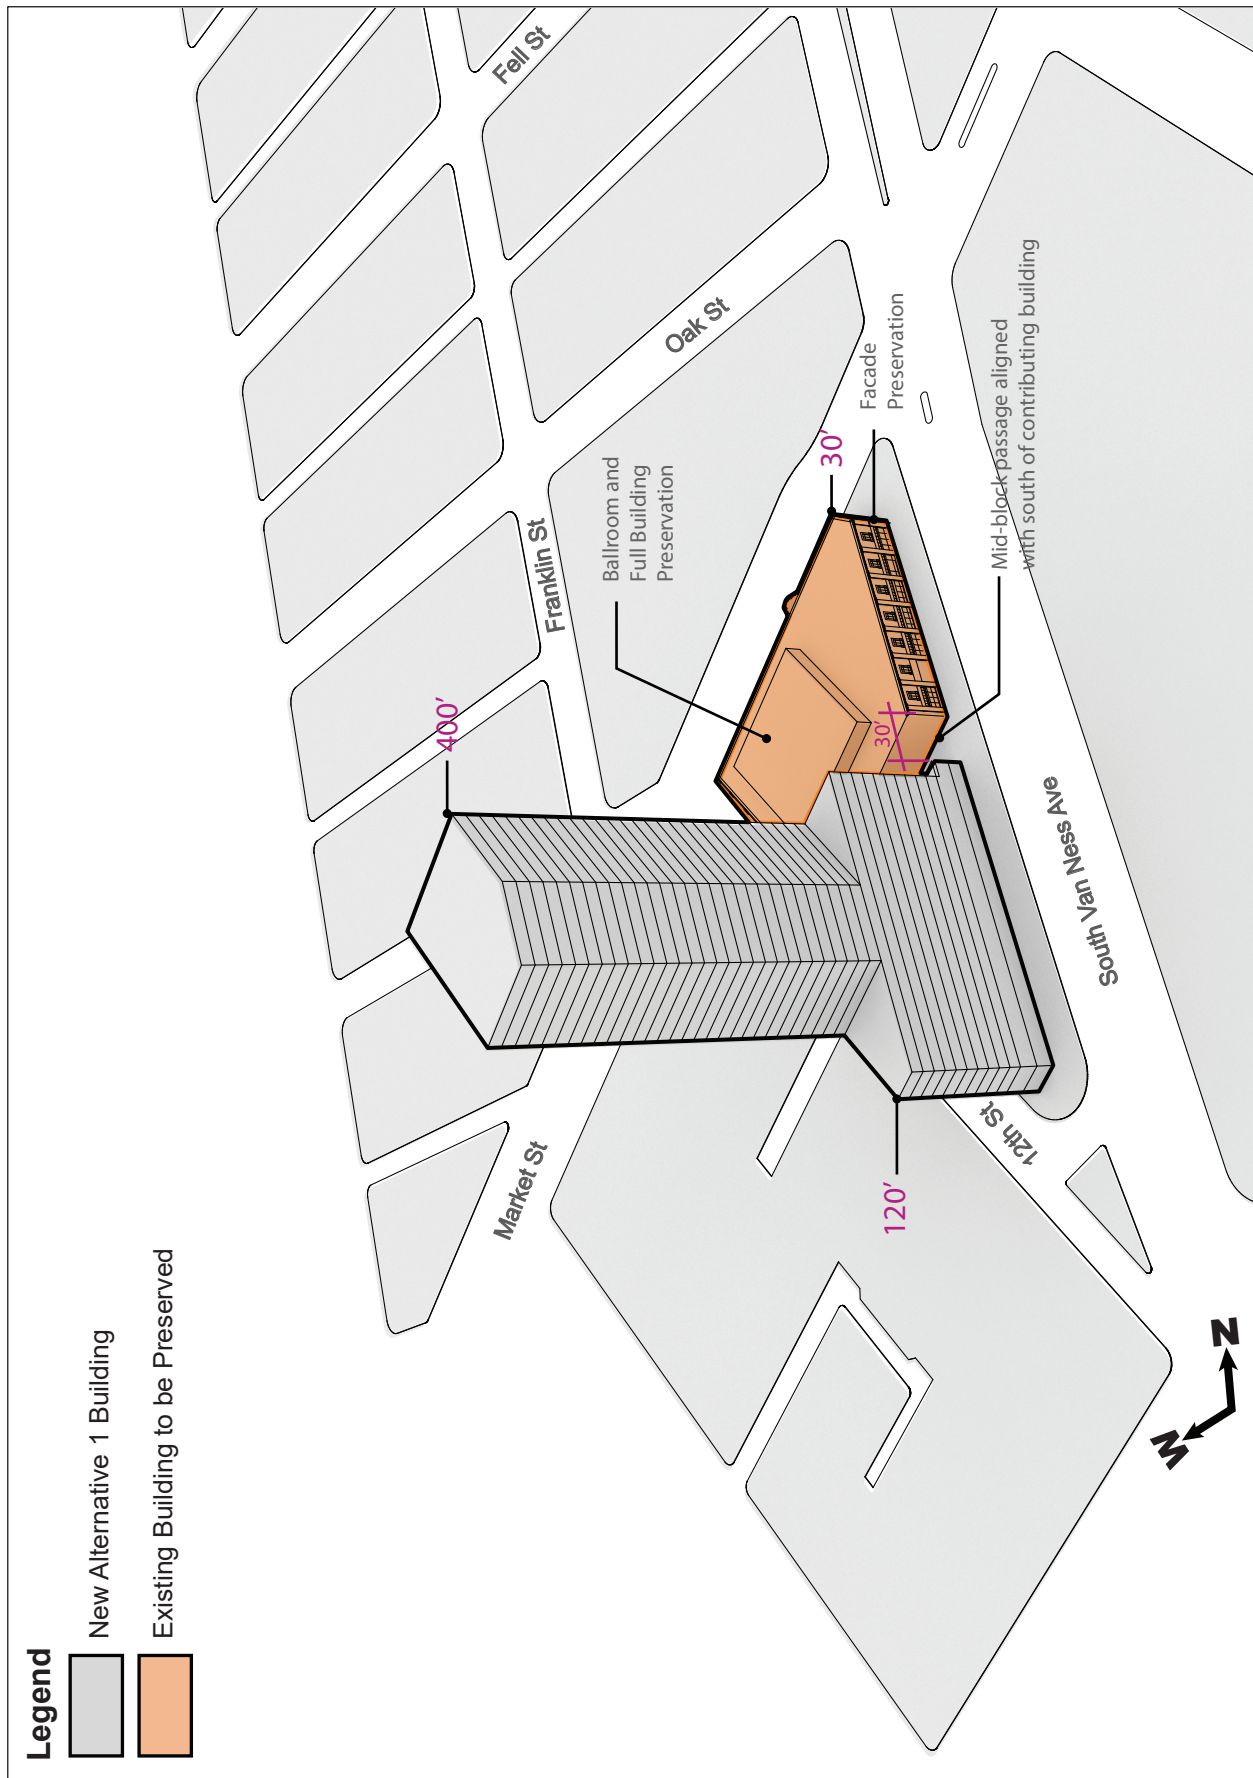 Legend
New Alternative 1 Building
Existing Building to be Preserved
Fell St
Oak St
Franklin St
Market St
12th St
South Van Ness Ave
400’
120’
30’
30’
Ballroom and
Full Building
Preservation
Facade
Preservation
Mid-block passage aligned
with south of contributing building
W
N